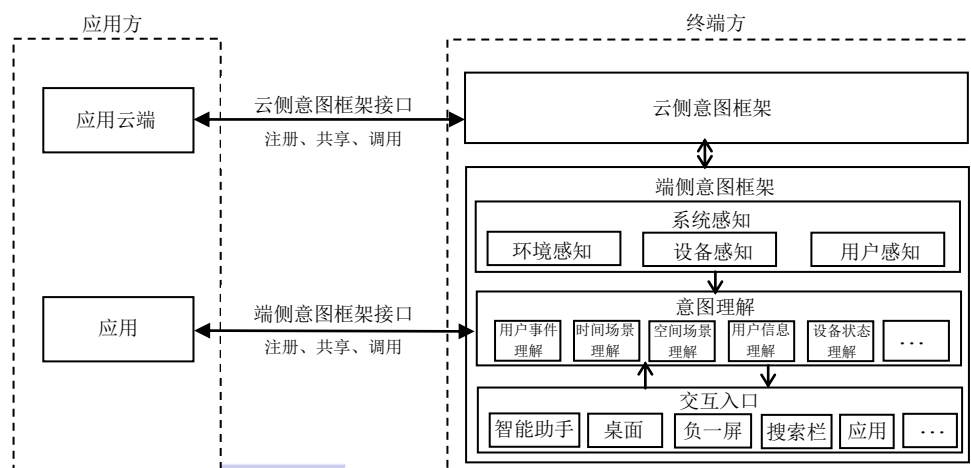 应用方
终端方
应用云端
云侧意图框架接口
注册、共享、调用
云侧意图框架
端侧意图框架
系统感知
环境感知
设备感知
用户感知
应用
端侧意图框架接口
注册、共享、调用
意图理解
用户事件
理解
时间场景
理解
空间场景
理解
用户信息
理解
设备状态
理解
...
交互入口
智能助手
桌面
负一屏
搜索栏
应用
...